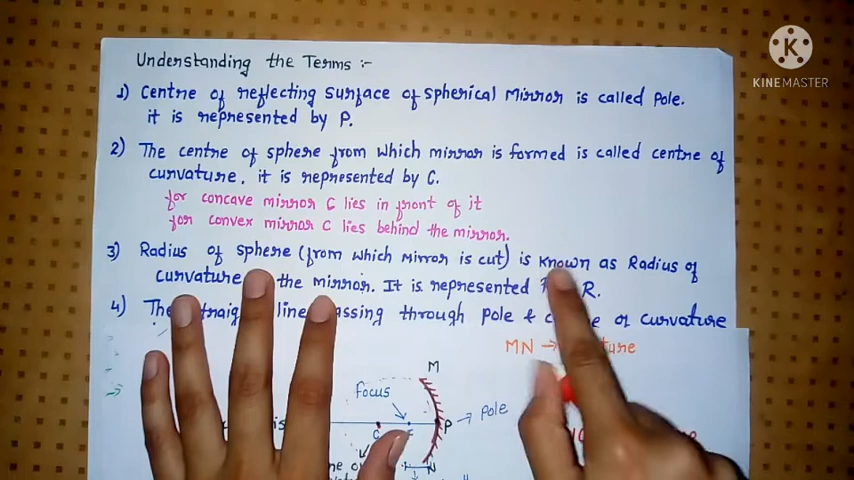 Understanding the Terms :-
1) Centre of reflecting surface of spherical mirror is called Pole.
it is represented by P.
2) The centre of sphere from which mirror is formed is called centre of
curvature. it is represented by C.
for concave mirror C lies in front of it
for convex mirror C lies behind the mirror.
3) Radius of sphere (from which mirror is cut) is known as Radius of
curvature the mirror. It is represented R.
4) The line passing through pole & of curvature
MN →
M
focus
C
P → Pole
N
K
KINEMASTER